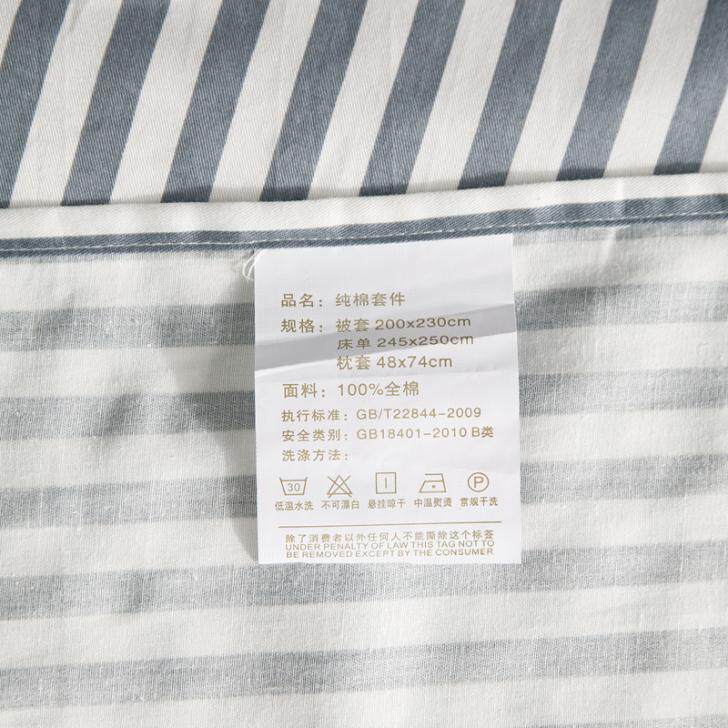 品名：纯棉套件
规格：被套 200x230cm
床单 245x250cm
枕套 48x74cm
面料：100%全棉
执行标准：GB/T22844-2009
安全类别：GB18401-2010 B类
洗涤方法：
30 P
低温水洗 不可漂白 悬挂晾干 中温熨烫 常规干洗
除了消费者以外任何人不能撕除这个标签
UNDER PENALTY OF LAW THIS TAG NOT TO
BE REMOVED EXCEPT BY THE CONSUMER